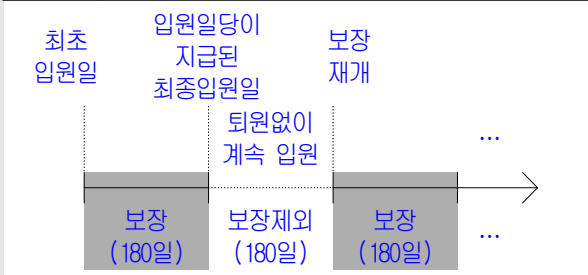 최초
입원일
입원일당이
지급된
최종입원일
보장
재개
퇴원없이
계속 입원
...
보장
(180일)
보장제외
(180일)
보장
(180일)
...